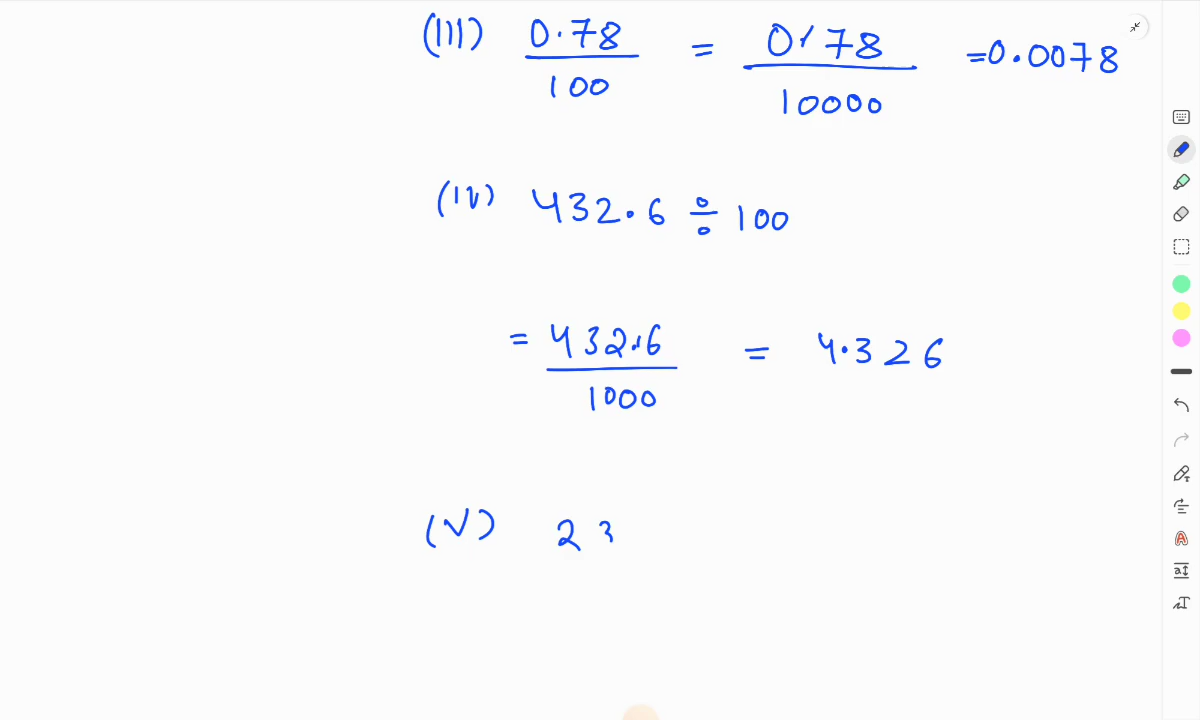 (III) 0.78/100 = 0/78/10000 = 0.0078
(IV) 432.6 ÷ 100
= 432./6/1000 = 4.326
(V) 23